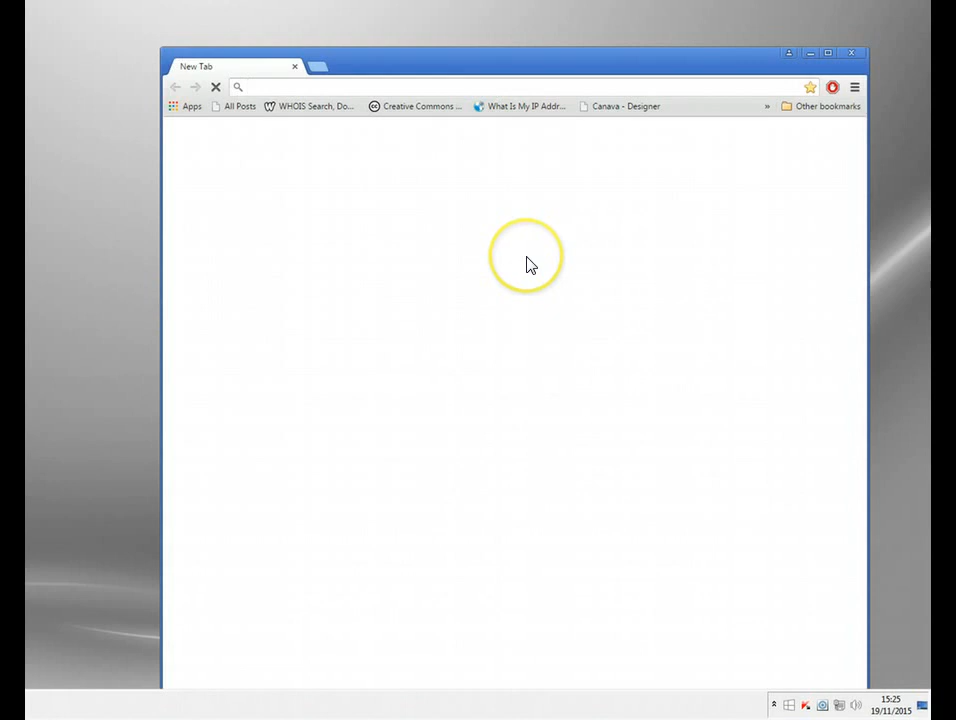 New Tab
Apps All Posts WHOIS Search, Do... Creative Commons ... What Is My IP Addr... Canava - Designer » Other bookmarks
15:25
19/11/2015